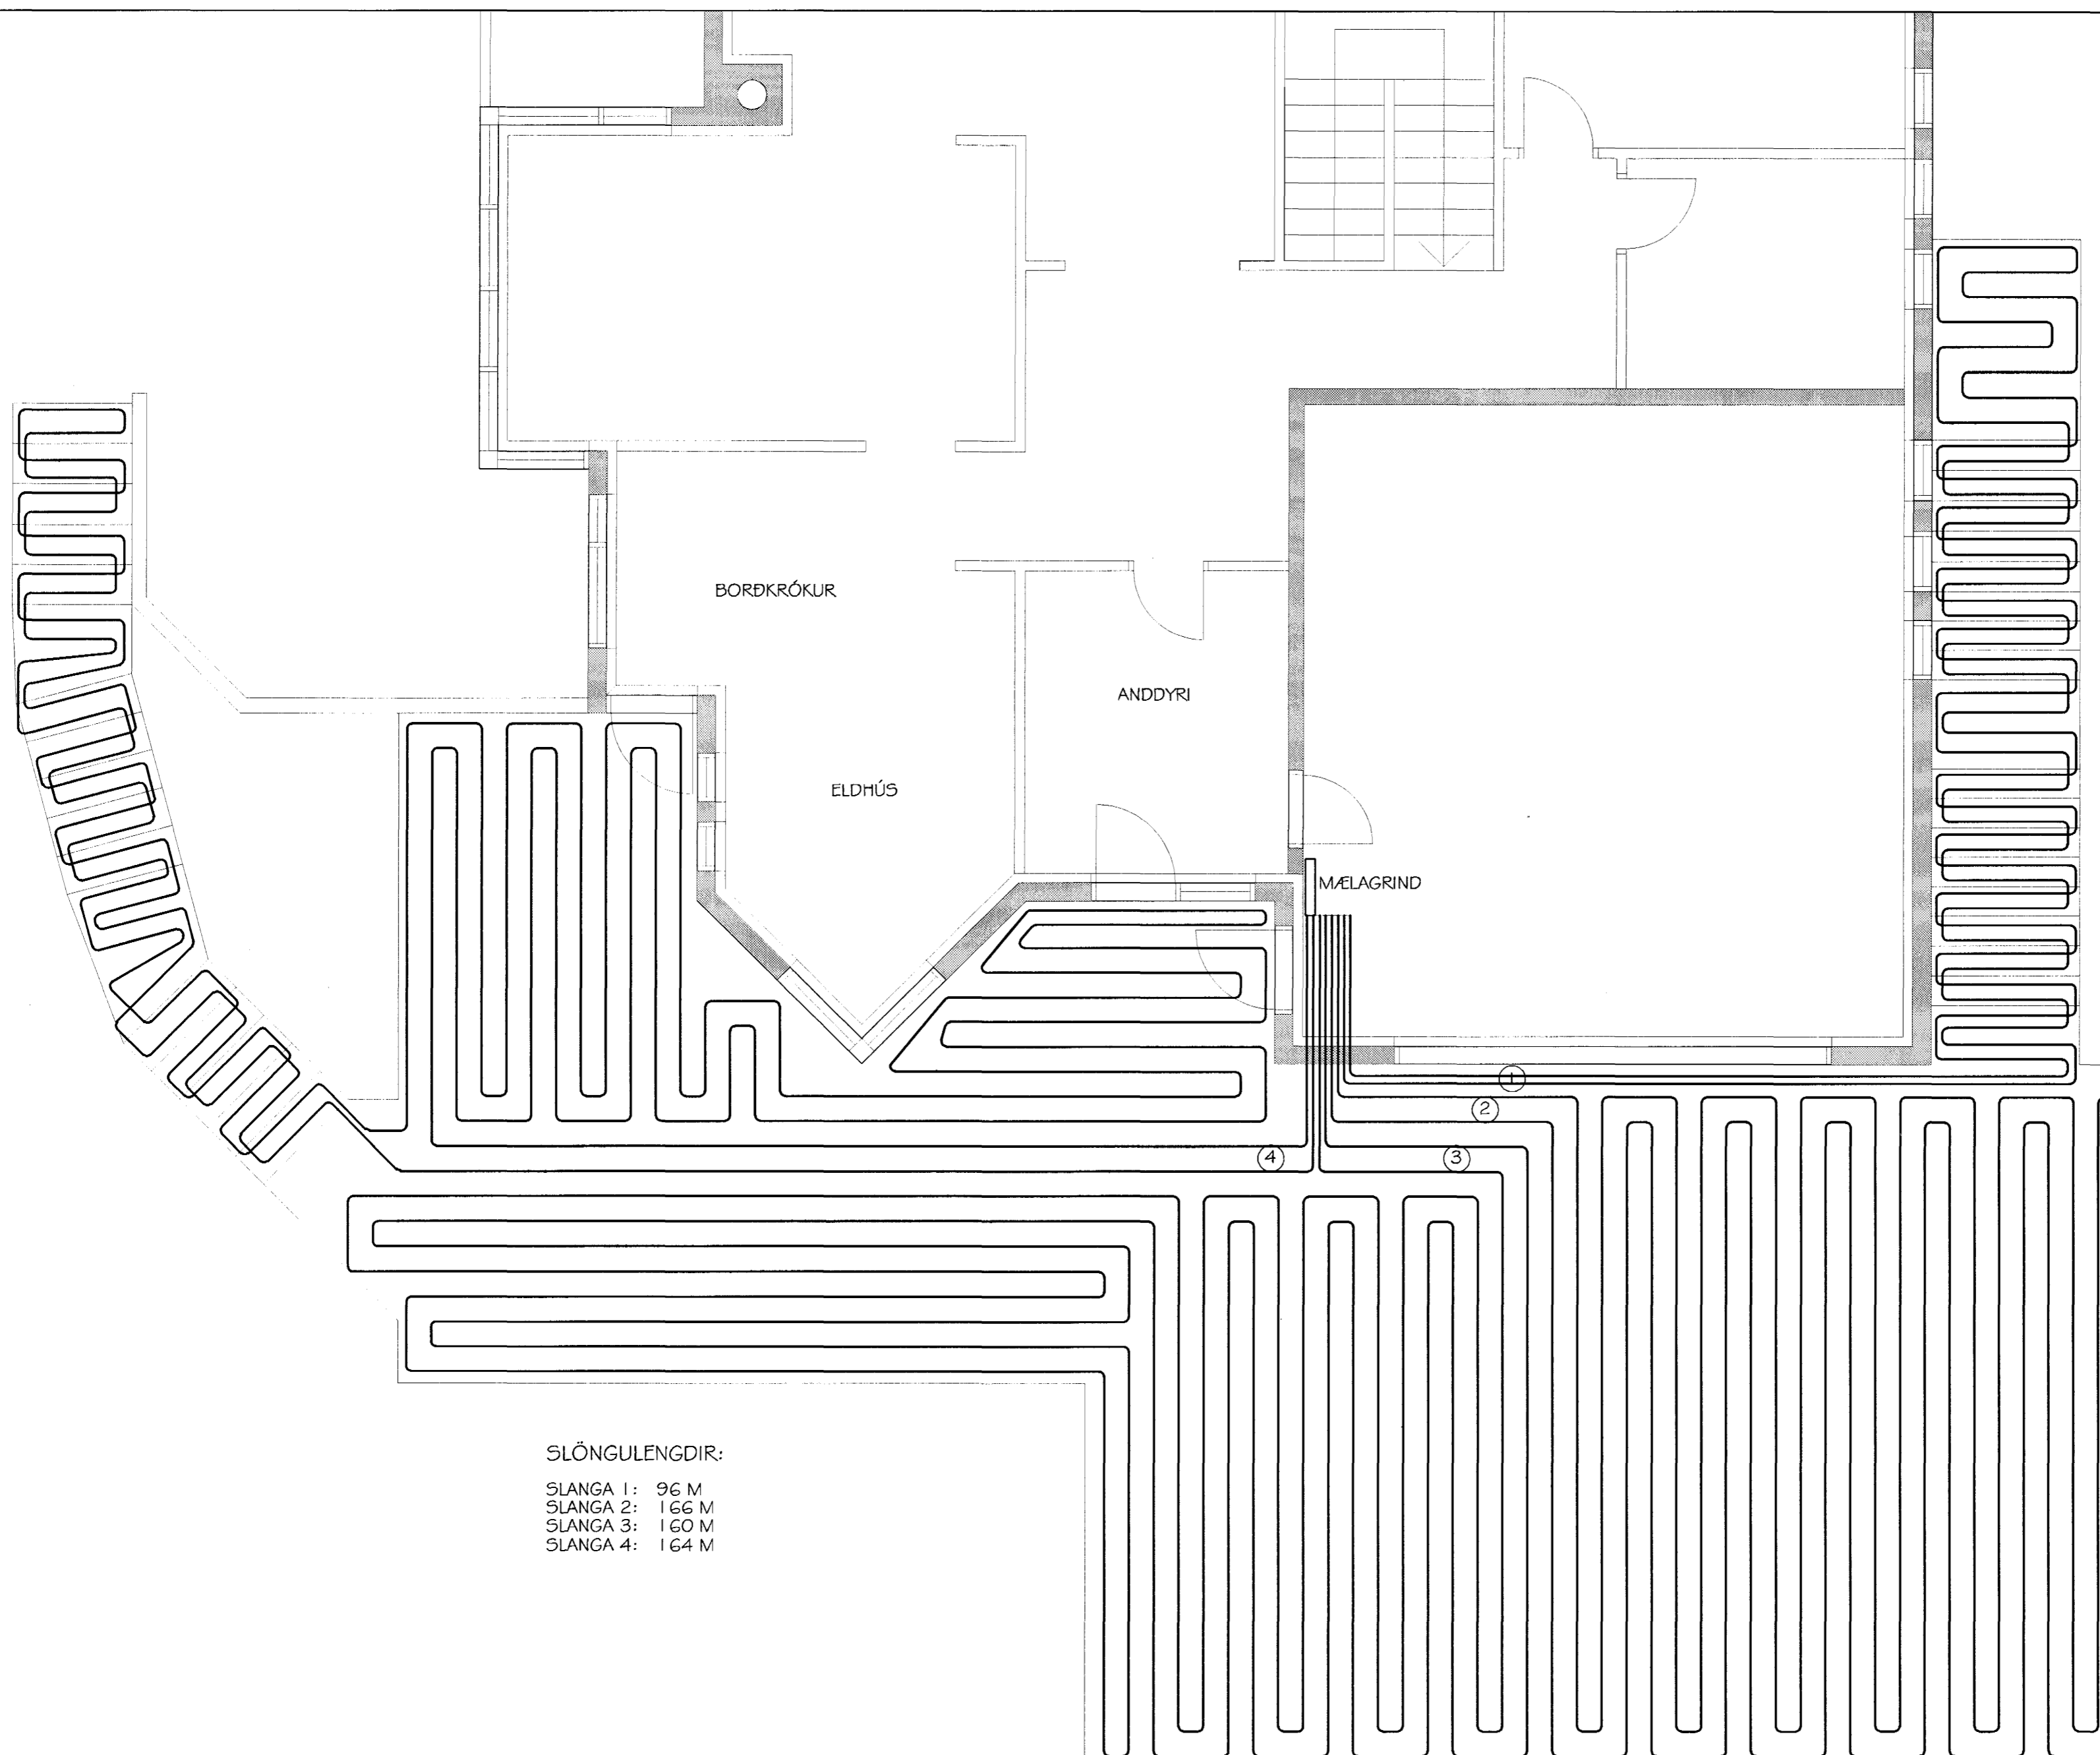 BORÐKRÓKUR
ANDDYRI
ELDHÚS
MÆLAGRIND
1
2
4
3
SLÖNGULENGDIR:
SLANGA 1: 96 M
SLANGA 2: 166 M
SLANGA 3: 160 M
SLANGA 4: 164 M